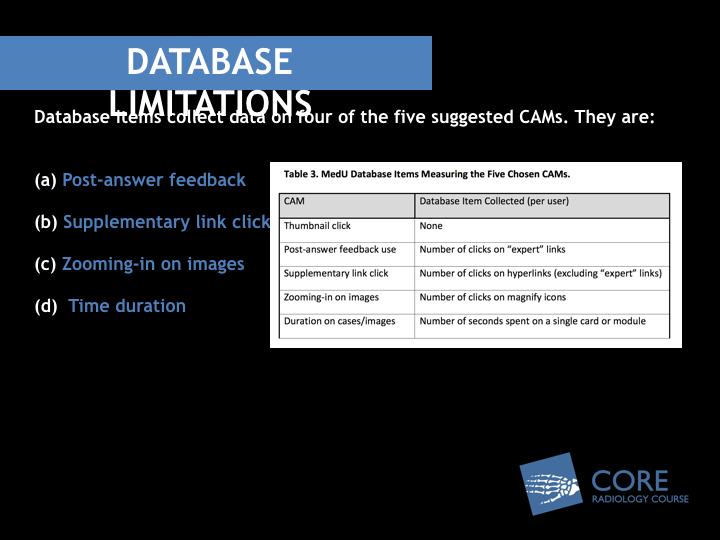 DATABASE
LIMITATIONS
Database items collect data on four of the five suggested CAMs. They are:
(a) Post-answer feedback
(b) Supplementary link click
(c) Zooming-in on images
(d) Time duration
Table 3. MedU Database Items Measuring the Five Chosen CAMs.
CAM Database Item Collected (per user)
Thumbnail click None
Post-answer feedback use Number of clicks on “expert” links
Supplementary link click Number of clicks on hyperlinks (excluding “expert” links)
Zooming-in on images Number of clicks on magnify icons
Duration on cases/images Number of seconds spent on a single card or module
CORE
RADIOLOGY COURSE